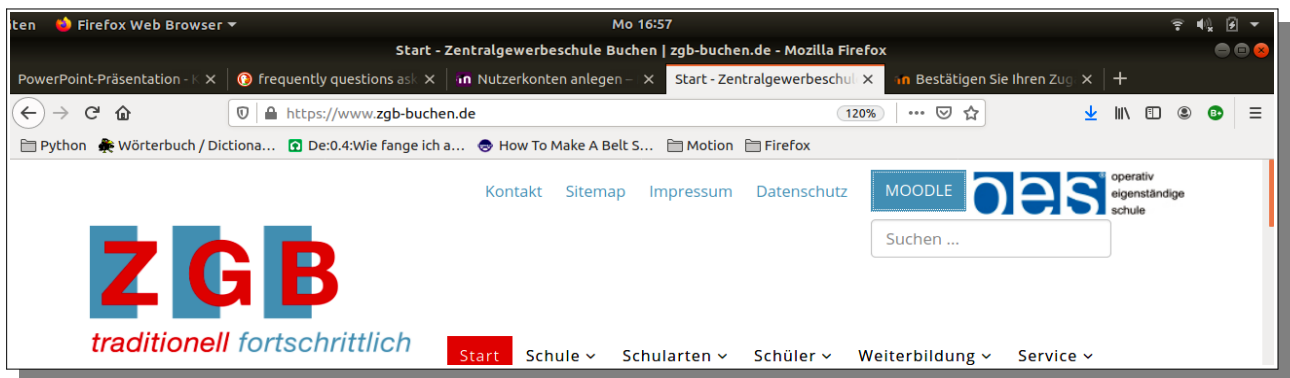 ten Firefox Web Browser Mo 16:57
Start - Zentralgewerbeschule Buchen | zgb-buchen.de - Mozilla Firefox
PowerPoint-Präsentation - K frequently questions ask Nutzerkonten anlegen – Start - Zentralgewerbeschul Bestätigen Sie Ihren Zug
https://www.zgb-buchen.de 120%
Python Wörterbuch / Dictiona... De:0.4:Wie fange ich a... How To Make A Belt S... Motion Firefox
Kontakt Sitemap Impressum Datenschutz MOODLE oes operativ
eigenständige
schule
Suchen ...
ZGB
traditionell fortschrittlich
Start Schule Schularten Schüler Weiterbildung Service